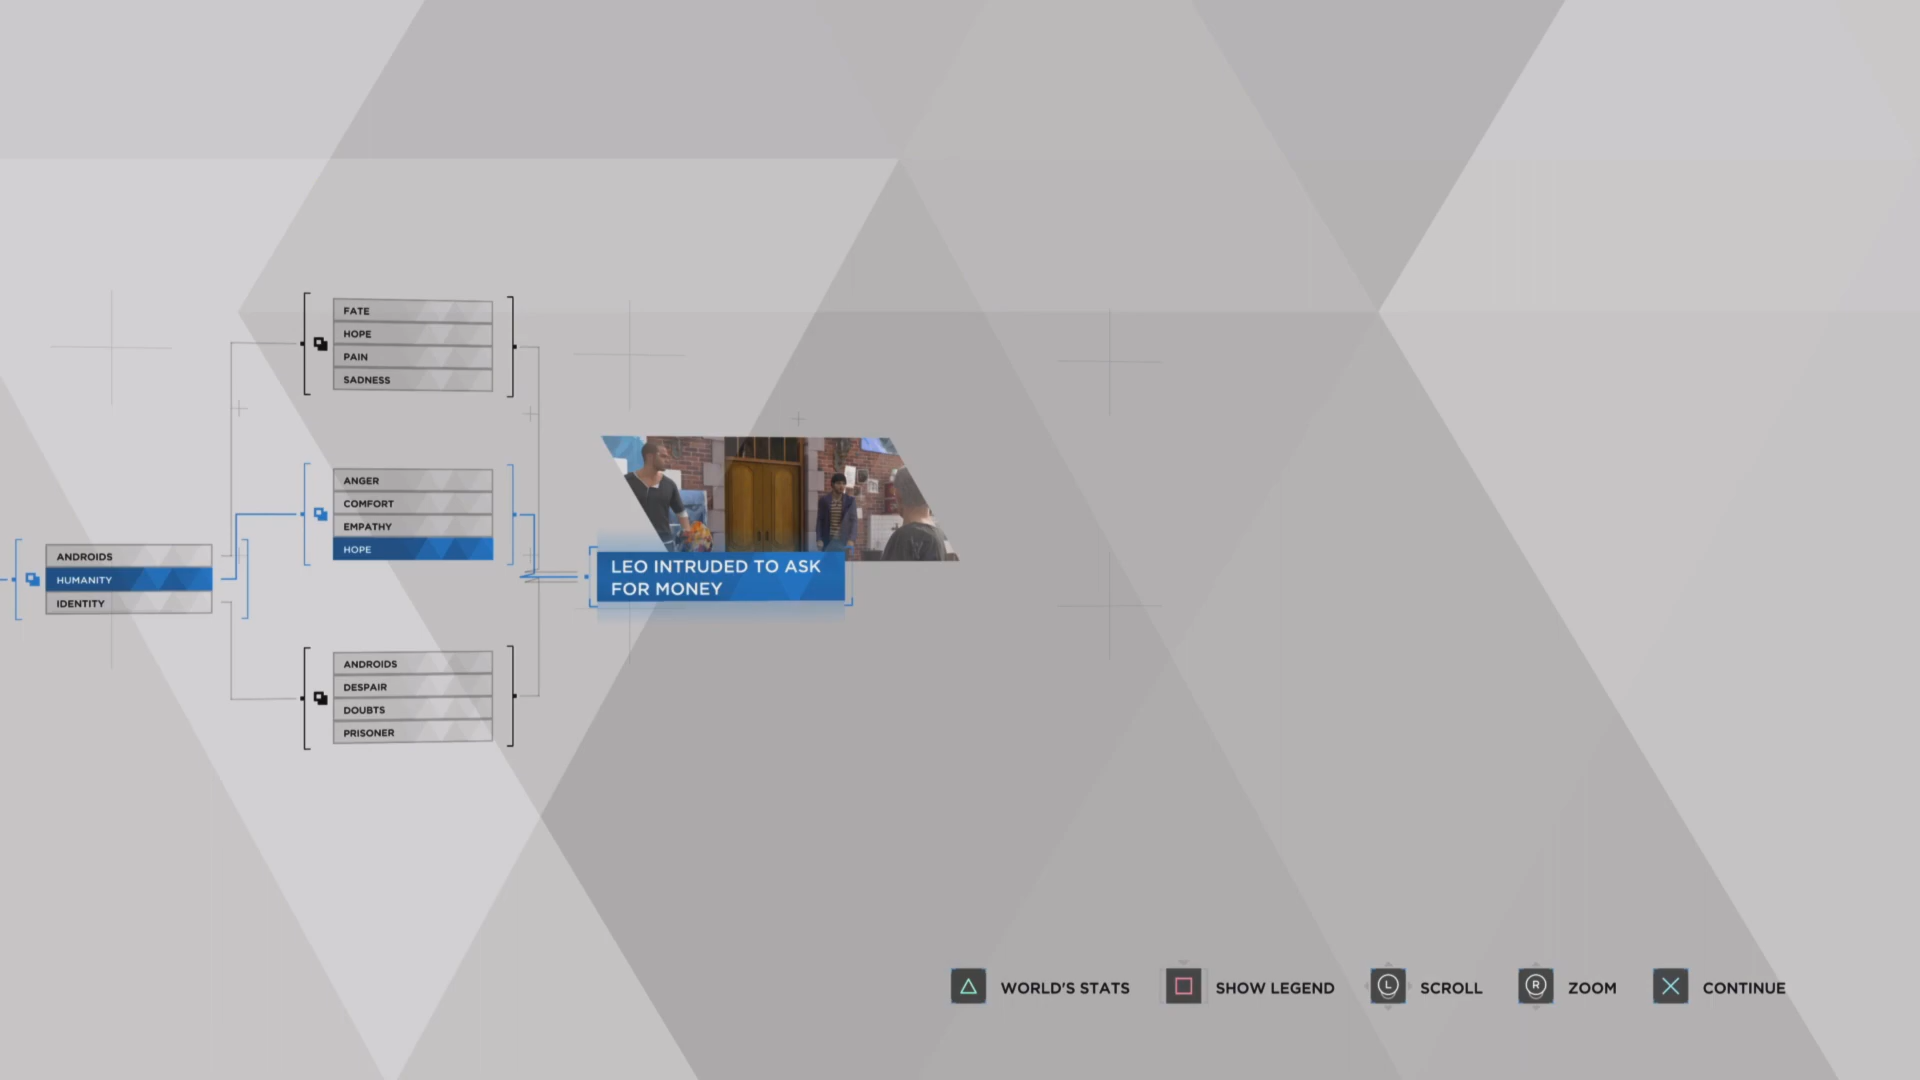 FATE
HOPE
PAIN
SADNESS
ANGER
COMFORT
EMPATHY
HOPE
ANDROIDS
HUMANITY
IDENTITY
LEO INTRUDED TO ASK
FOR MONEY
ANDROIDS
DESPAIR
DOUBTS
PRISONER
WORLD'S STATS
SHOW LEGEND
L
SCROLL
R
ZOOM
CONTINUE